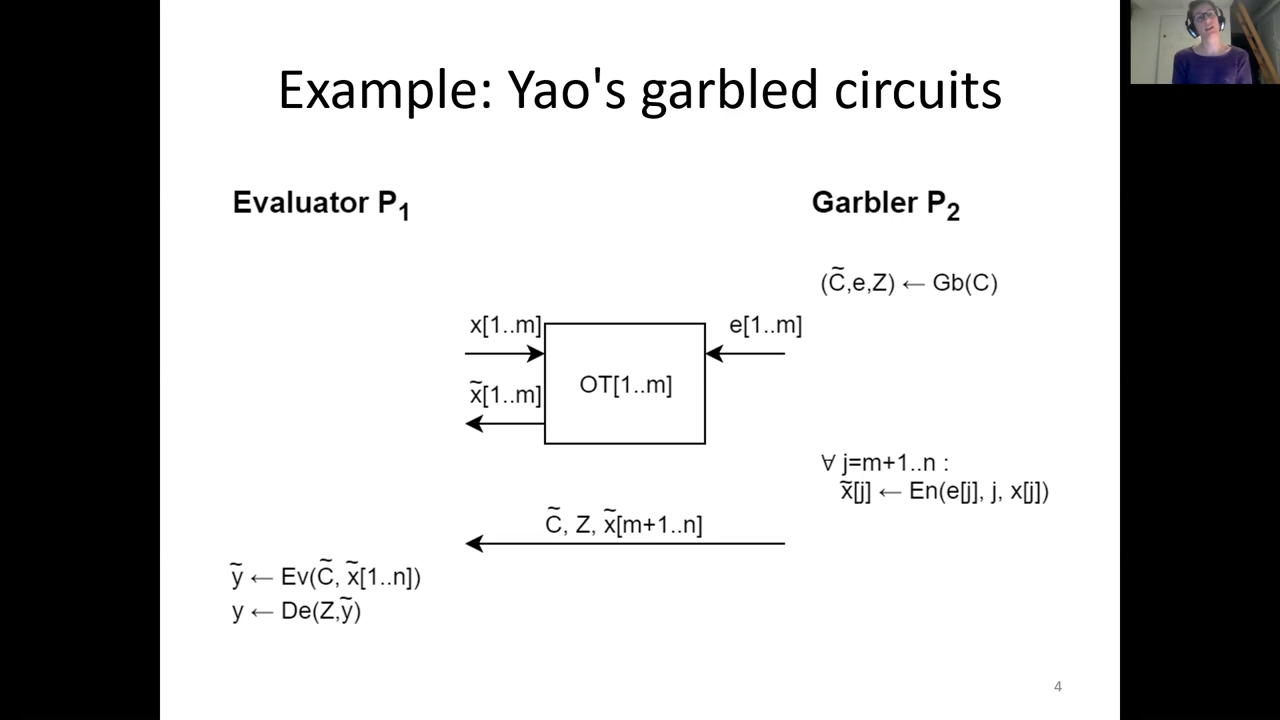 Example: Yao's garbled circuits
Evaluator P₁
Garbler P₂
(C̃,e,Z) ← Gb(C)
x[1..m]
e[1..m]
OT[1..m]
x̃[1..m]
∀ j=m+1..n :
x̃[j] ← En(e[j], j, x[j])
C̃, Z, x̃[m+1..n]
ỹ ← Ev(C̃, x̃[1..n])
y ← De(Z,ỹ)
4